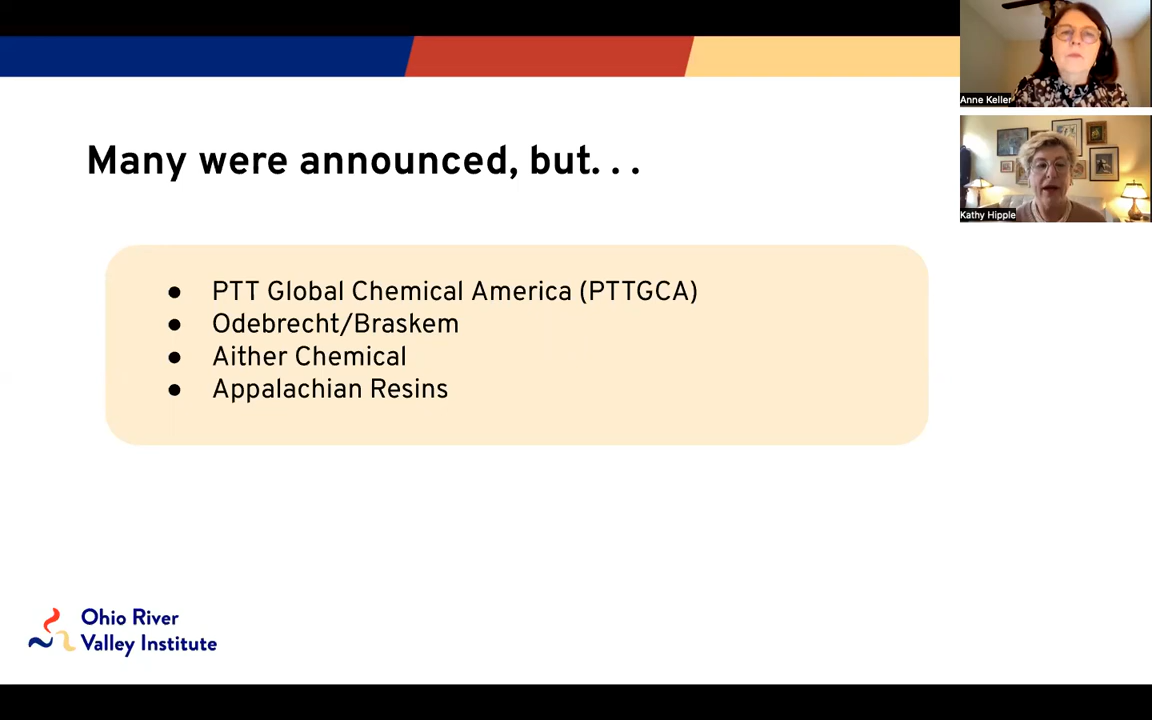 Many were announced, but. . .
● PTT Global Chemical America (PTTGCA)
● Odebrecht/Braskem
● Aither Chemical
● Appalachian Resins
Ohio River
Valley Institute
Anne Keller
Kathy Hipple